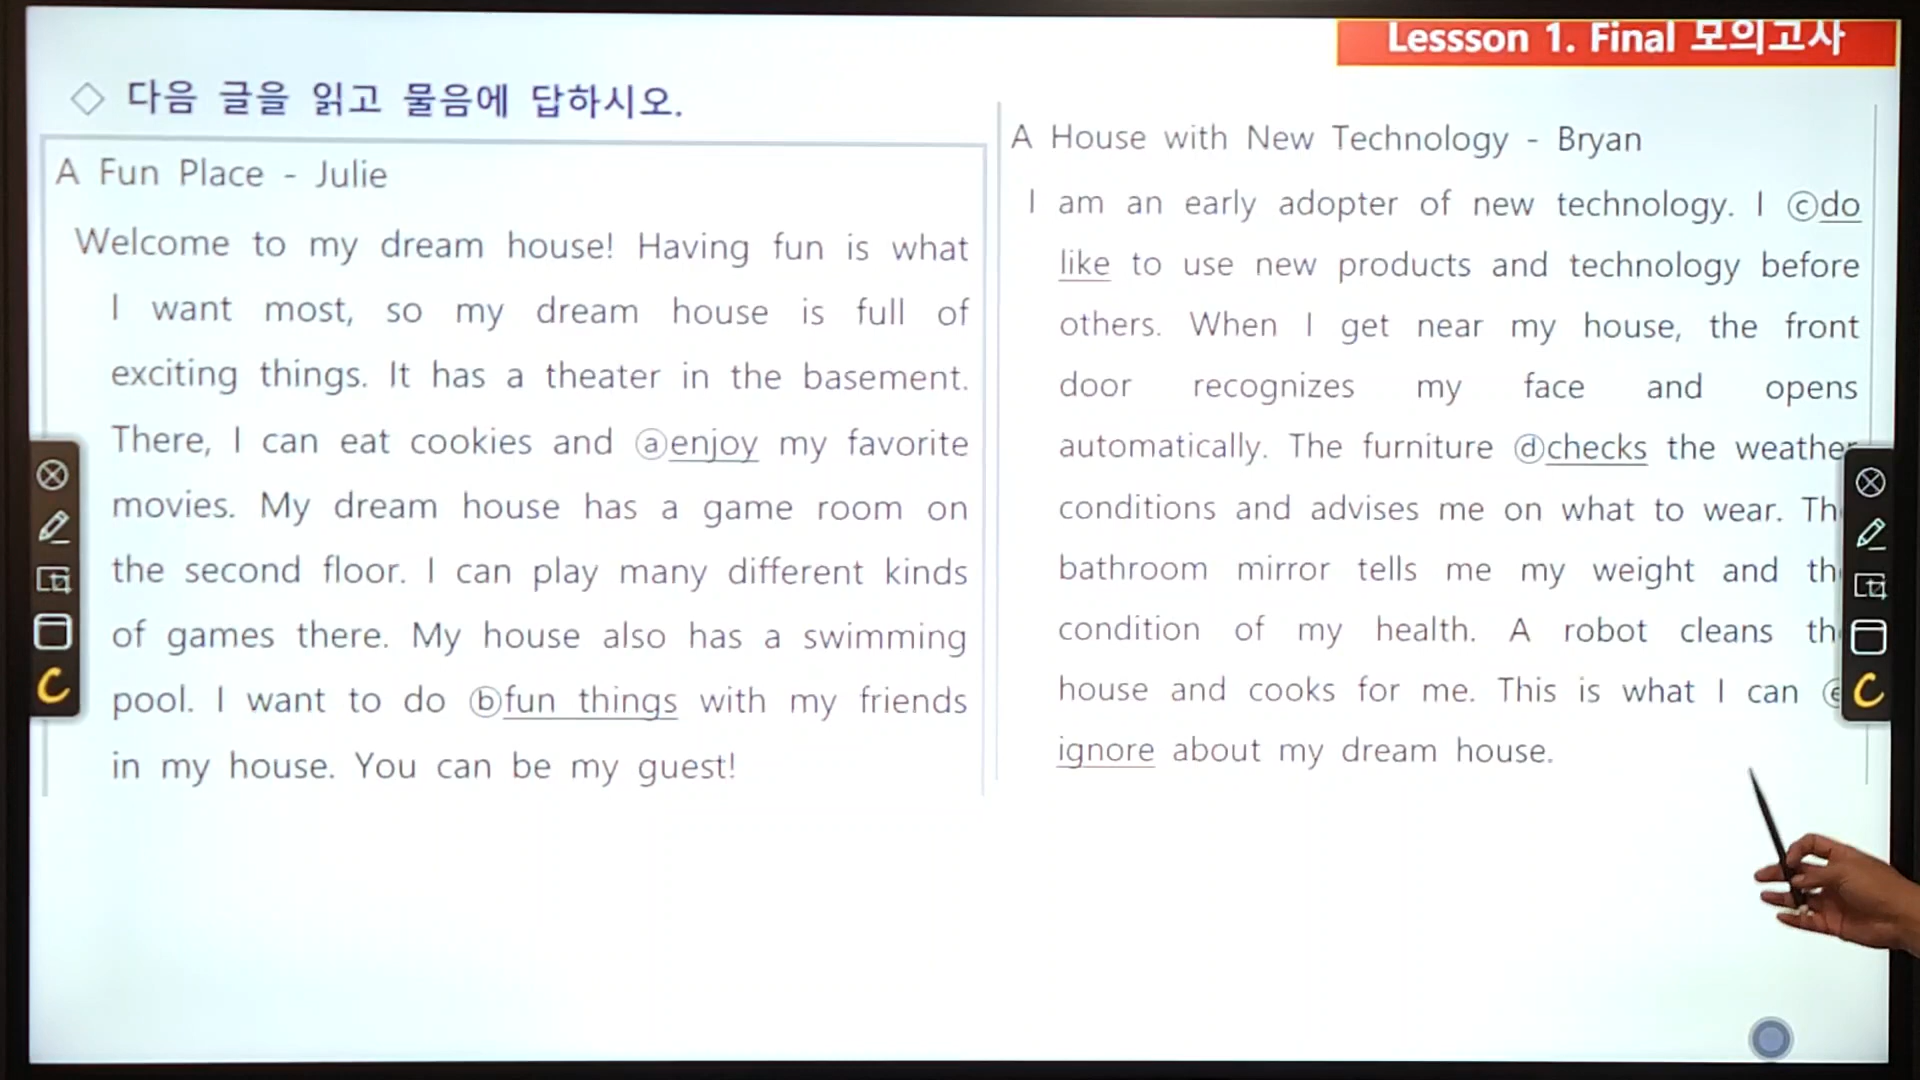 Lessson 1. Final 모의고사
◇ 다음 글을 읽고 물음에 답하시오.
A Fun Place - Julie
Welcome to my dream house! Having fun is what
I want most, so my dream house is full of
exciting things. It has a theater in the basement.
There, I can eat cookies and ⓐenjoy my favorite
movies. My dream house has a game room on
the second floor. I can play many different kinds
of games there. My house also has a swimming
pool. I want to do ⓑfun things with my friends
in my house. You can be my guest!
A House with New Technology - Bryan
I am an early adopter of new technology. I ⓒdo
like to use new products and technology before
others. When I get near my house, the front
door recognizes my face and opens
automatically. The furniture ⓓchecks the weather
conditions and advises me on what to wear.
bathroom mirror tells me my weight and
condition of my health. A robot cleans
house and cooks for me. This is what I can
ignore about my dream house.